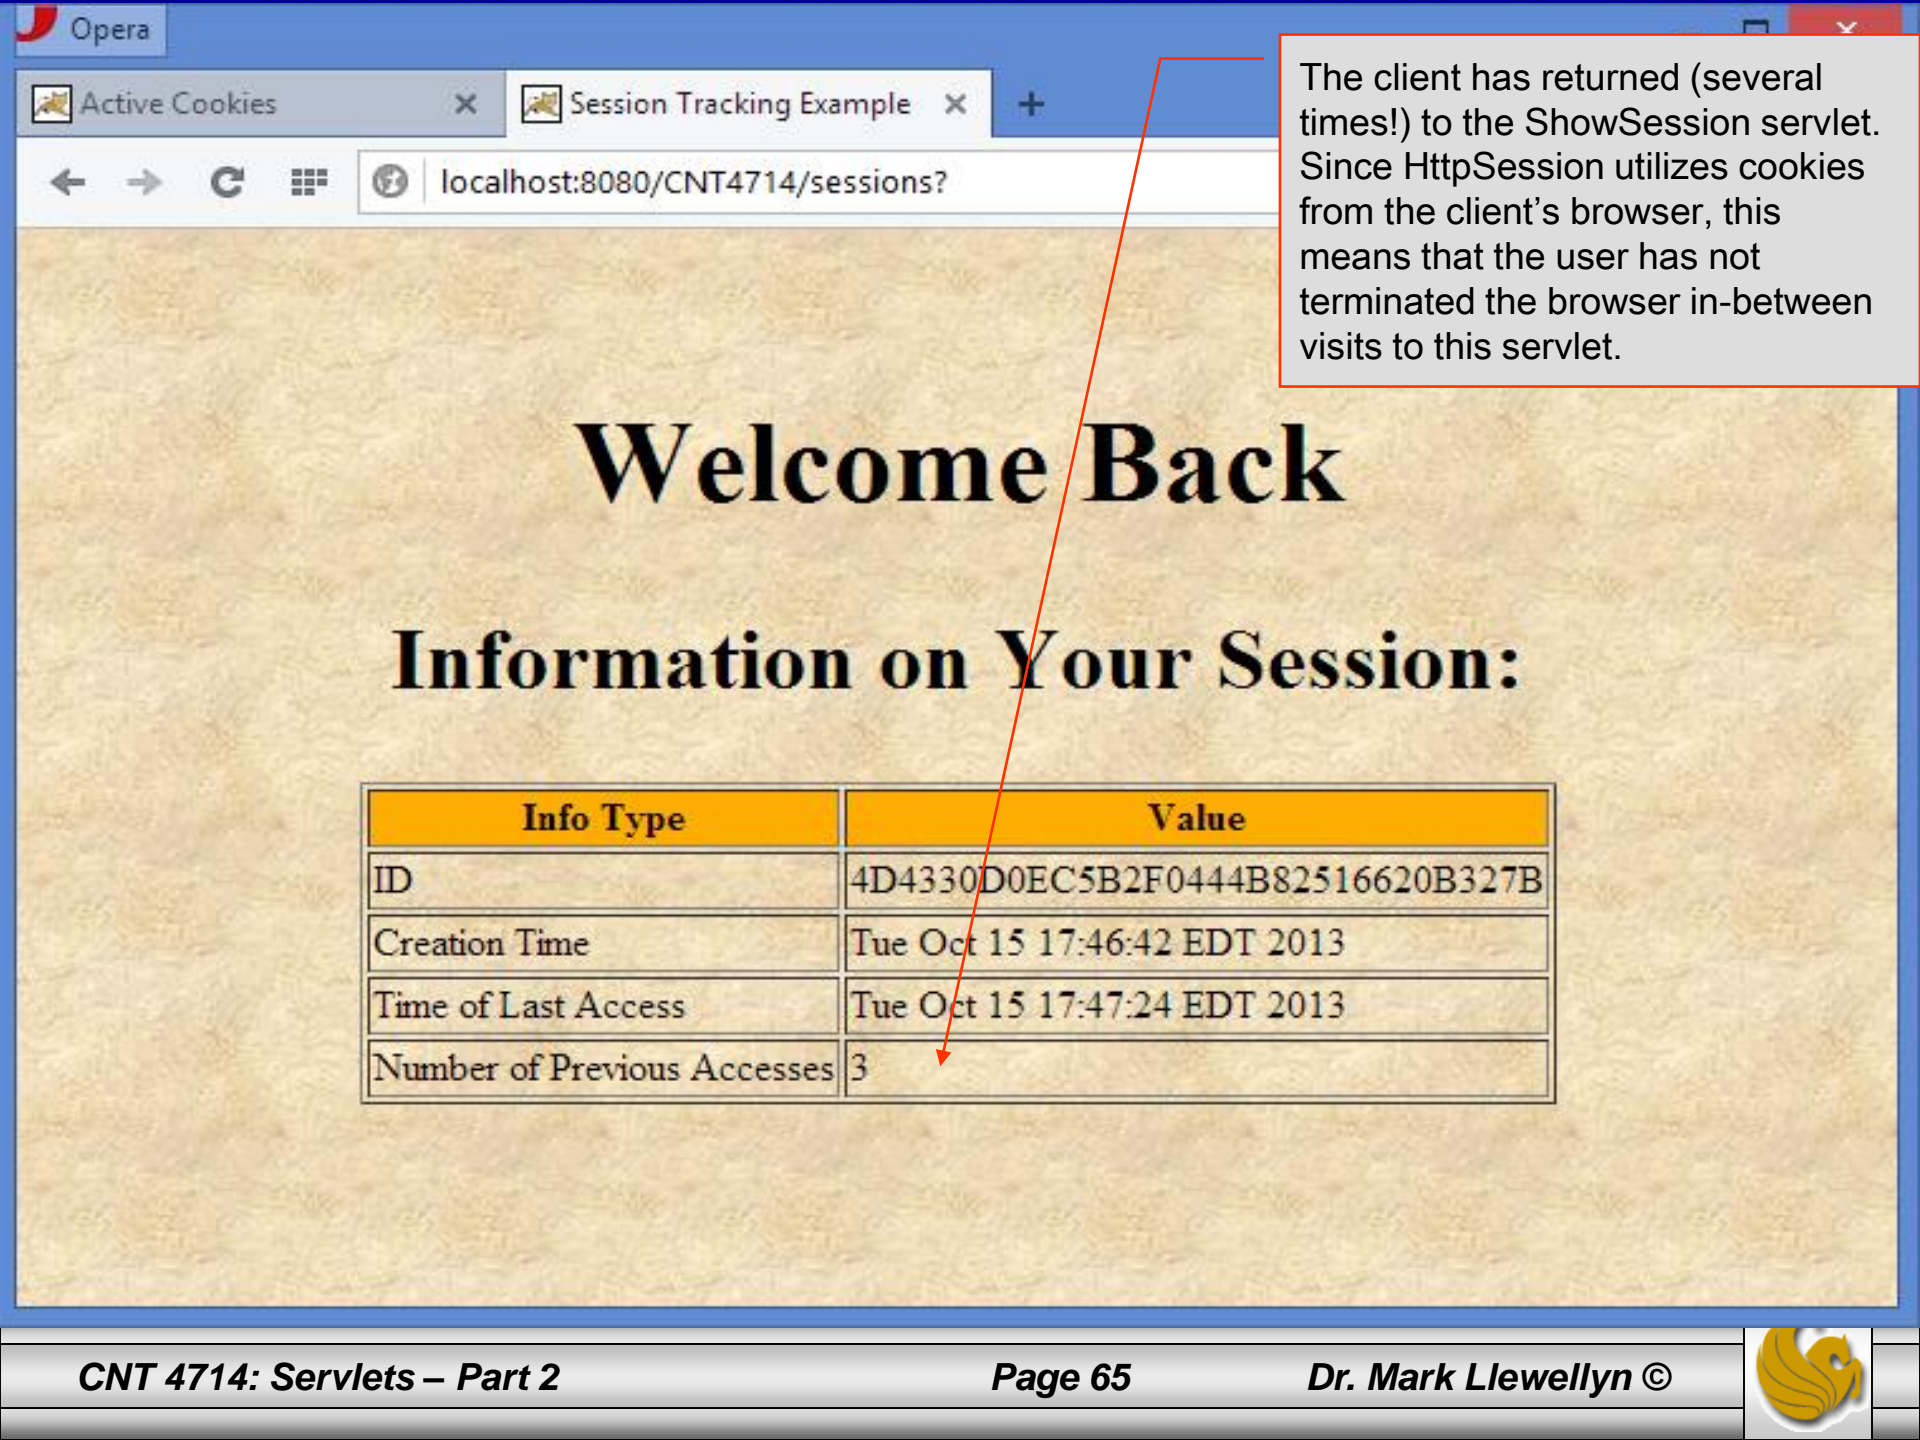 Opera
Active Cookies
Session Tracking Example
localhost:8080/CNT4714/sessions?
The client has returned (several
times!) to the ShowSession servlet.
Since HttpSession utilizes cookies
from the client’s browser, this
means that the user has not
terminated the browser in-between
visits to this servlet.
Welcome Back
Information on Your Session:
Info Type Value
ID 4D4330D0EC5B2F0444B82516620B327B
Creation Time Tue Oct 15 17:46:42 EDT 2013
Time of Last Access Tue Oct 15 17:47:24 EDT 2013
Number of Previous Accesses 3
CNT 4714: Servlets – Part 2 Page 65 Dr. Mark Llewellyn ©